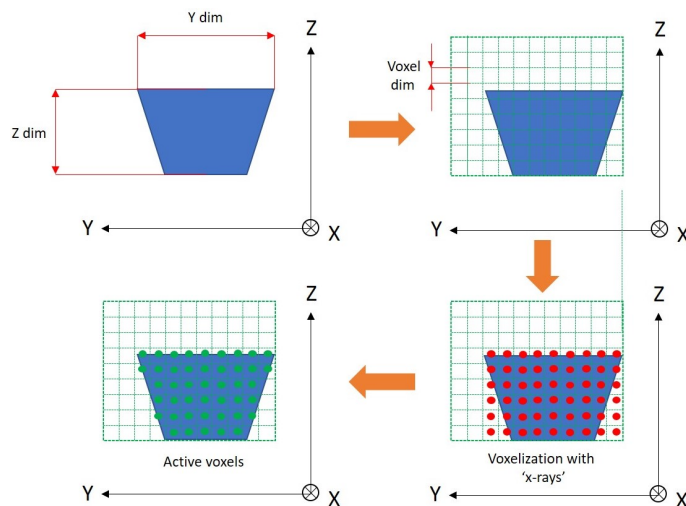 Y dim
Z
Z dim
Y
X
Voxel
dim
Z
Y
X
Z
Active voxels
Y
X
Z
Voxelization with
‘x-rays’
Y
X